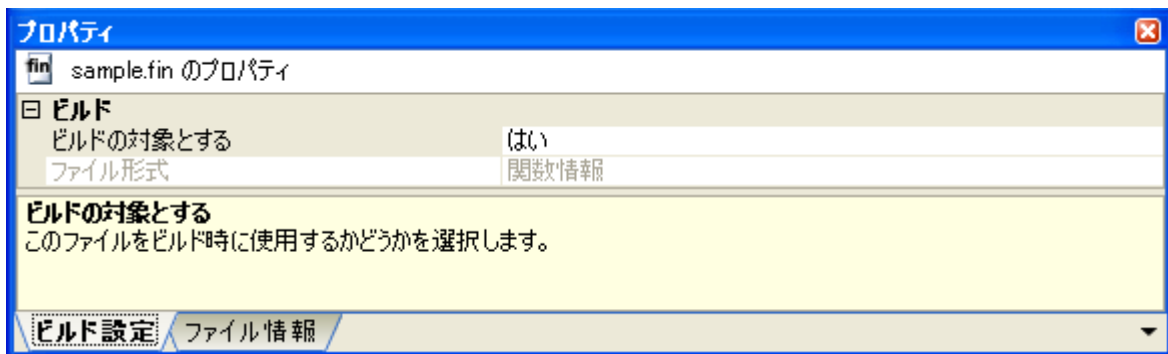 プロパティ
fin sample.fin のプロパティ
ビルド
ビルドの対象とする はい
ファイル形式 関数情報
ビルドの対象とする
このファイルをビルド時に使用するかどうかを選択します。
ビルド設定 ファイル情報